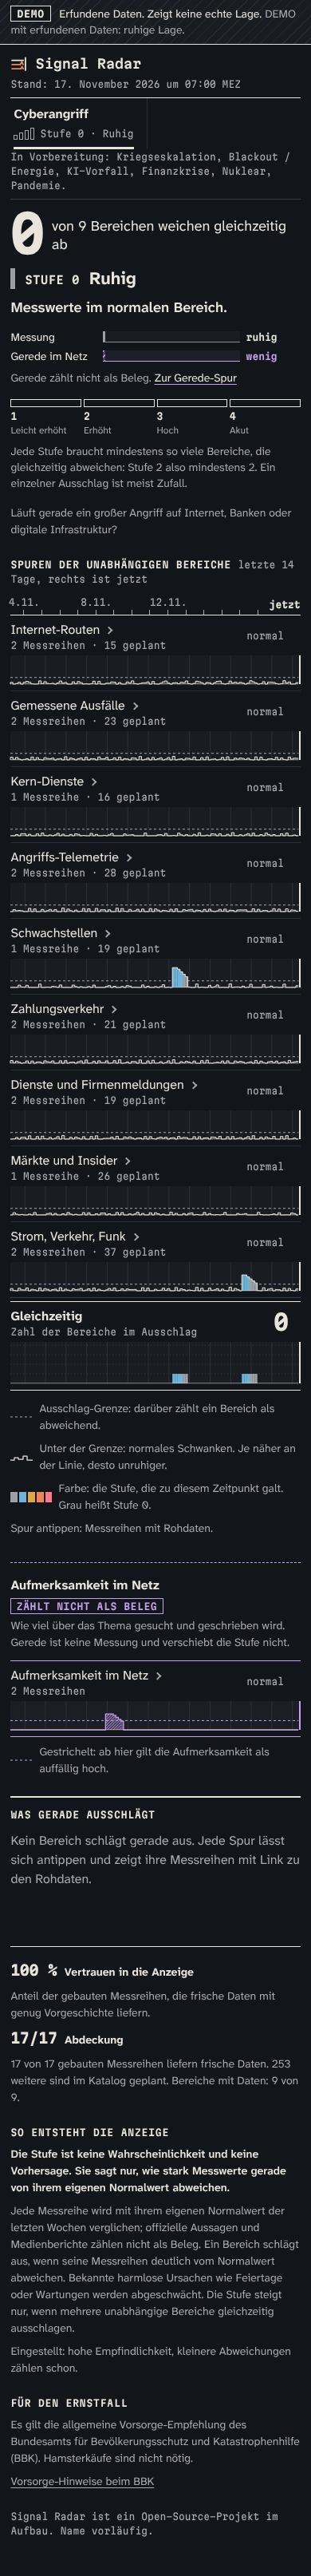 DEMO Erfundene Daten. Zeigt keine echte Lage. DEMO
mit erfundenen Daten: ruhige Lage.
Signal Radar
Stand: 17. November 2026 um 07:00 MEZ
Cyberangriff
Stufe 0 · Ruhig
In Vorbereitung: Kriegseskalation, Blackout /
Energie, KI-Vorfall, Finanzkrise, Nuklear,
Pandemie.
0 von 9 Bereichen weichen gleichzeitig
ab
STUFE 0 Ruhig
Messwerte im normalen Bereich.
Messung ruhig
Gerede im Netz wenig
Gerede zählt nicht als Beleg. Zur Gerede-Spur
1 2 3 4
Leicht erhöht Erhöht Hoch Akut
Jede Stufe braucht mindestens so viele Bereiche, die
gleichzeitig abweichen: Stufe 2 also mindestens 2. Ein
einzelner Ausschlag ist meist Zufall.
Läuft gerade ein großer Angriff auf Internet, Banken oder
digitale Infrastruktur?
SPUREN DER UNABHÄNGIGEN BEREICHE letzte 14
Tage, rechts ist jetzt
4.11. 8.11. 12.11. jetzt
Internet-Routen
normal
2 Messreihen · 15 geplant
Gemessene Ausfälle
normal
2 Messreihen · 23 geplant
Kern-Dienste
normal
1 Messreihe · 16 geplant
Angriffs-Telemetrie
normal
2 Messreihen · 28 geplant
Schwachstellen
normal
1 Messreihe · 19 geplant
Zahlungsverkehr
normal
2 Messreihen · 21 geplant
Dienste und Firmenmeldungen
normal
2 Messreihen · 19 geplant
Märkte und Insider
normal
1 Messreihe · 26 geplant
Strom, Verkehr, Funk
normal
2 Messreihen · 37 geplant
Gleichzeitig 0
Zahl der Bereiche im Ausschlag
Ausschlag-Grenze: darüber zählt ein Bereich als
abweichend.
Unter der Grenze: normales Schwanken. Je näher an
der Linie, desto unruhiger.
Farbe: die Stufe, die zu diesem Zeitpunkt galt.
Grau heißt Stufe 0.
Spur antippen: Messreihen mit Rohdaten.
Aufmerksamkeit im Netz
ZÄHLT NICHT ALS BELEG
Wie viel über das Thema gesucht und geschrieben wird.
Gerede ist keine Messung und verschiebt die Stufe nicht.
Aufmerksamkeit im Netz
normal
2 Messreihen
Gestrichelt: ab hier gilt die Aufmerksamkeit als
auffällig hoch.
WAS GERADE AUSSCHLÄGT
Kein Bereich schlägt gerade aus. Jede Spur lässt
sich antippen und zeigt ihre Messreihen mit Link zu
den Rohdaten.
100 % Vertrauen in die Anzeige
Anteil der gebauten Messreihen, die frische Daten mit
genug Vorgeschichte liefern.
17/17 Abdeckung
17 von 17 gebauten Messreihen liefern frische Daten. 253
weitere sind im Katalog geplant. Bereiche mit Daten: 9 von
9.
SO ENTSTEHT DIE ANZEIGE
Die Stufe ist keine Wahrscheinlichkeit und keine
Vorhersage. Sie sagt nur, wie stark Messwerte gerade
von ihrem eigenen Normalwert abweichen.
Jede Messreihe wird mit ihrem eigenen Normalwert der
letzten Wochen verglichen; offizielle Aussagen und
Medienberichte zählen nicht als Beleg. Ein Bereich schlägt
aus, wenn seine Messreihen deutlich vom Normalwert
abweichen. Bekannte harmlose Ursachen wie Feiertage
oder Wartungen werden abgeschwächt. Die Stufe steigt
nur, wenn mehrere unabhängige Bereiche gleichzeitig
ausschlagen.
Eingestellt: hohe Empfindlichkeit, kleinere Abweichungen
zählen schon.
FÜR DEN ERNSTFALL
Es gilt die allgemeine Vorsorge-Empfehlung des
Bundesamts für Bevölkerungsschutz und Katastrophenhilfe
(BBK). Hamsterkäufe sind nicht nötig.
Vorsorge-Hinweise beim BBK
Signal Radar ist ein Open-Source-Projekt im
Aufbau. Name vorläufig.